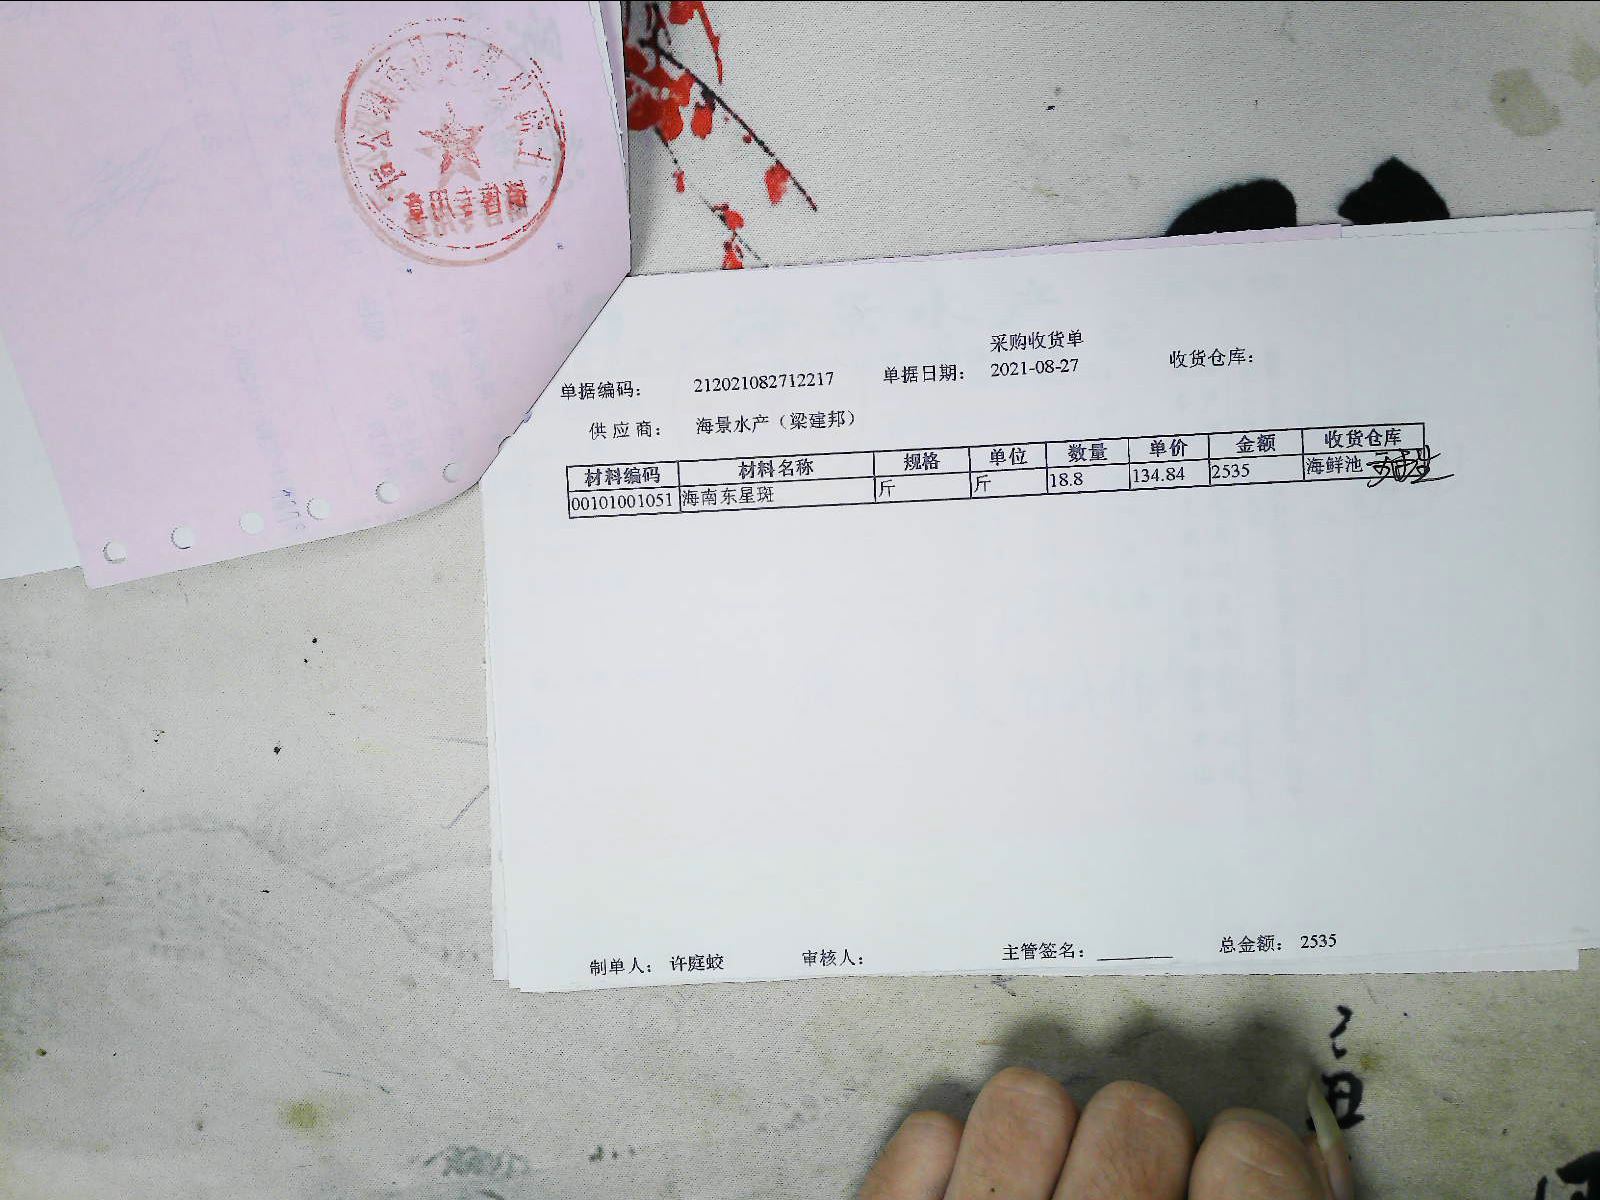 采购收货单
单据编码： 212021082712217 单据日期： 2021-08-27 收货仓库：
供应商： 海景水产（梁建邦）
材料编码 材料名称 规格 单位 数量 单价 金额 收货仓库
00101001051 海南东星斑 斤 斤 18.8 134.84 2535 海鲜池
制单人： 许庭蛟 审核人： 主管签名： 总金额： 2535